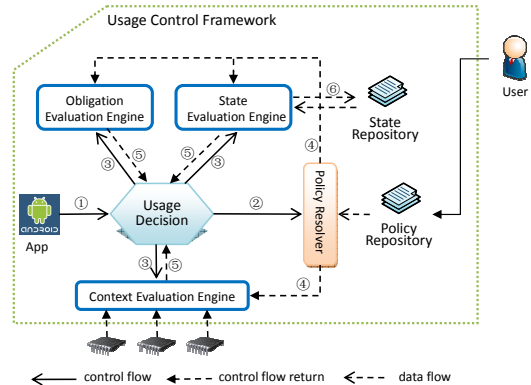 Usage Control Framework
Obligation
Evaluation Engine
State
Evaluation Engine
⑥
State
Repository
User
④
③
⑤
⑤
③
①
Usage
Decision
②
Policy Resolver
Policy
Repository
ANDROID
App
③
⑤
④
Context Evaluation Engine
control flow
control flow return
data flow